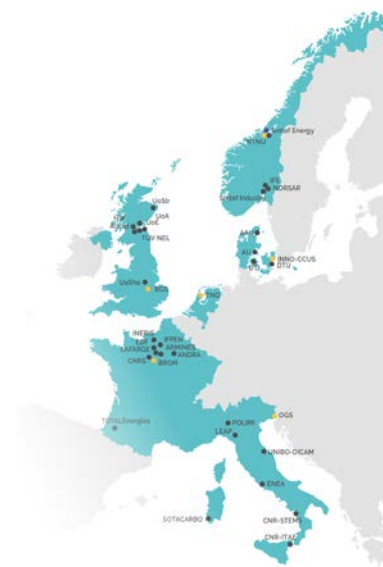 Sintef Energy
NTNU
IFE
NORSAR
Sintef Industry
UoStr
UoA
UoE
TUV NEL
AAU
AU
INNO-CCUS
DTU
UoShe
BGS
TNO
INERIS
EDF
IFPEN
LAFARGE
ARMINES
CNRS
ANDRA
BRGM
TOTALEnergies
OGS
POLIMI
LEAP
UNIBO-DICAM
ENEA
CNR-STEMS
SOTACARBO
CNR-ITAE